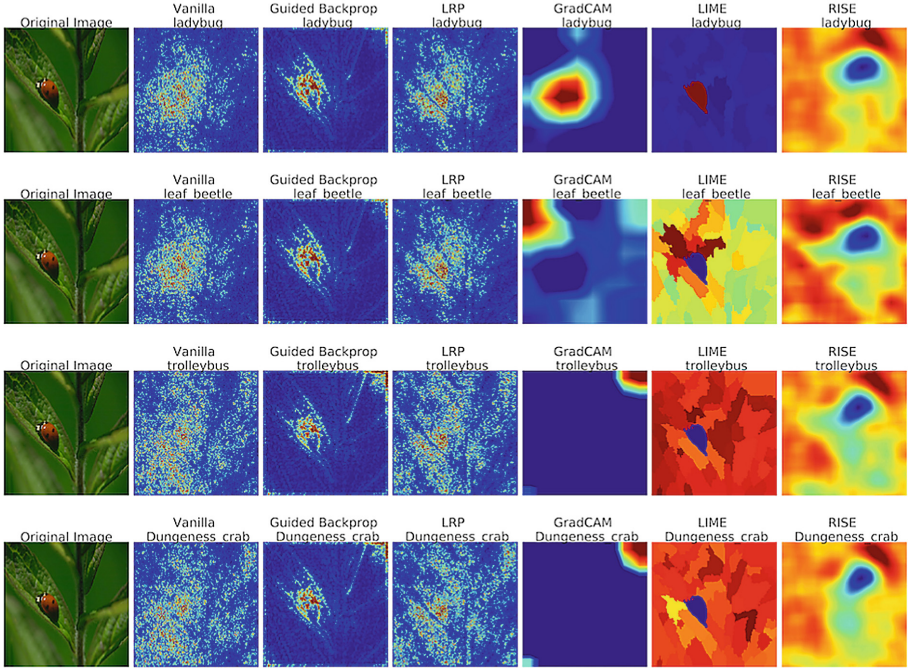 Original Image
Vanilla
ladybug
Guided Backprop
ladybug
LRP
ladybug
GradCAM
ladybug
LIME
ladybug
RISE
ladybug
Original Image
Vanilla
leaf_beetle
Guided Backprop
leaf_beetle
LRP
leaf_beetle
GradCAM
leaf_beetle
LIME
leaf_beetle
RISE
leaf_beetle
Original Image
Vanilla
trolleybus
Guided Backprop
trolleybus
LRP
trolleybus
GradCAM
trolleybus
LIME
trolleybus
RISE
trolleybus
Original Image
Vanilla
Dungeness_crab
Guided Backprop
Dungeness_crab
LRP
Dungeness_crab
GradCAM
Dungeness_crab
LIME
Dungeness_crab
RISE
Dungeness_crab